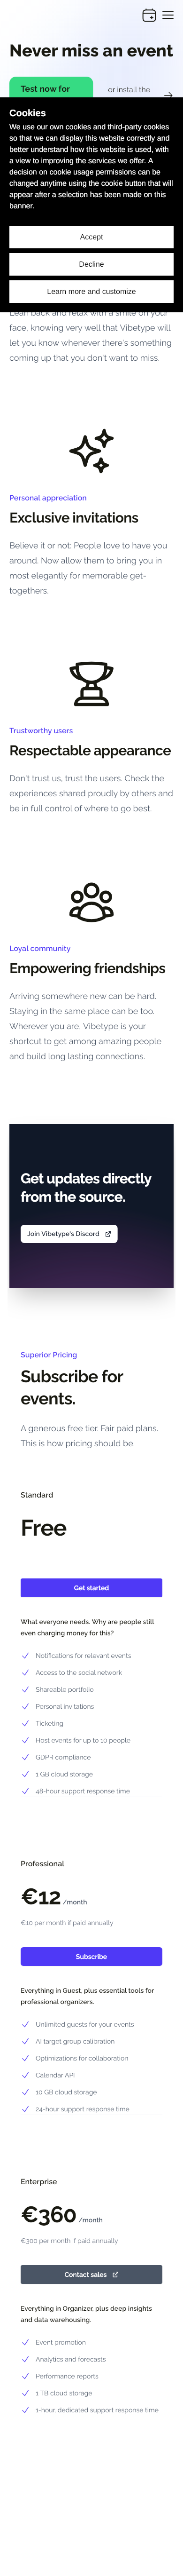 Never miss an event
Test now for
or install the
Cookies
We use our own cookies and third-party cookies
so that we can display this website correctly and
better understand how this website is used, with
a view to improving the services we offer. A
decision on cookie usage permissions can be
changed anytime using the cookie button that will
appear after a selection has been made on this
banner.
Accept
Decline
Learn more and customize
Lean back and relax with a smile on your
face, knowing very well that Vibetype will
let you know whenever there's something
coming up that you don't want to miss.
Personal appreciation
Exclusive invitations
Believe it or not: People love to have you
around. Now allow them to bring you in
most elegantly for memorable get-
togethers.
Trustworthy users
Respectable appearance
Don't trust us, trust the users. Check the
experiences shared proudly by others and
be in full control of where to go best.
Loyal community
Empowering friendships
Arriving somewhere new can be hard.
Staying in the same place can be too.
Wherever you are, Vibetype is your
shortcut to get among amazing people
and build long lasting connections.
Get updates directly
from the source.
Join Vibetype's Discord
Superior Pricing
Subscribe for
events.
A generous free tier. Fair paid plans.
This is how pricing should be.
Standard
Free
Get started
What everyone needs. Why are people still
even charging money for this?
Notifications for relevant events
Access to the social network
Shareable portfolio
Personal invitations
Ticketing
Host events for up to 10 people
GDPR compliance
1 GB cloud storage
48-hour support response time
Professional
€12 /month
€10 per month if paid annually
Subscribe
Everything in Guest, plus essential tools for
professional organizers.
Unlimited guests for your events
AI target group calibration
Optimizations for collaboration
Calendar API
10 GB cloud storage
24-hour support response time
Enterprise
€360 /month
€300 per month if paid annually
Contact sales
Everything in Organizer, plus deep insights
and data warehousing.
Event promotion
Analytics and forecasts
Performance reports
1 TB cloud storage
1-hour, dedicated support response time